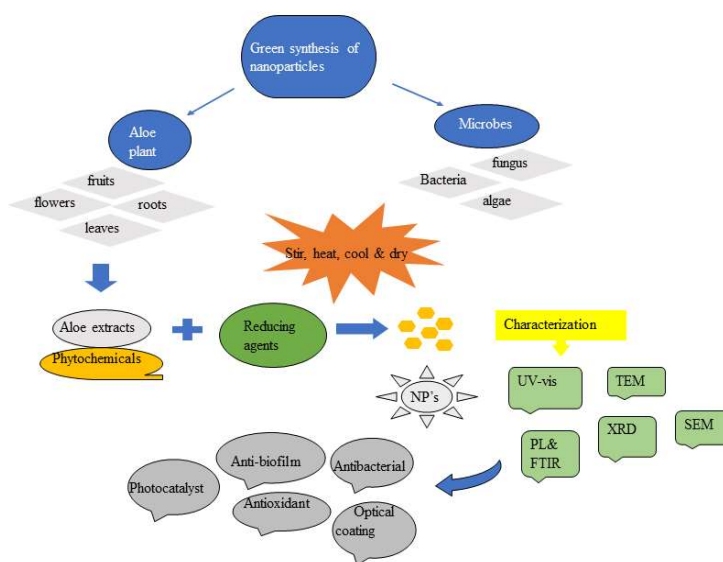 Green synthesis of
nanoparticles
Aloe
plant
Microbes
fruits
flowers
roots
leaves
fungus
Bacteria
algae
Stir, heat, cool & dry
Aloe extracts
Phytochemicals
Reducing
agents
Characterization
NP's
UV-vis
TEM
PL&
FTIR
XRD
SEM
Anti-biofilm
Antibacterial
Photocatalyst
Antioxidant
Optical
coating